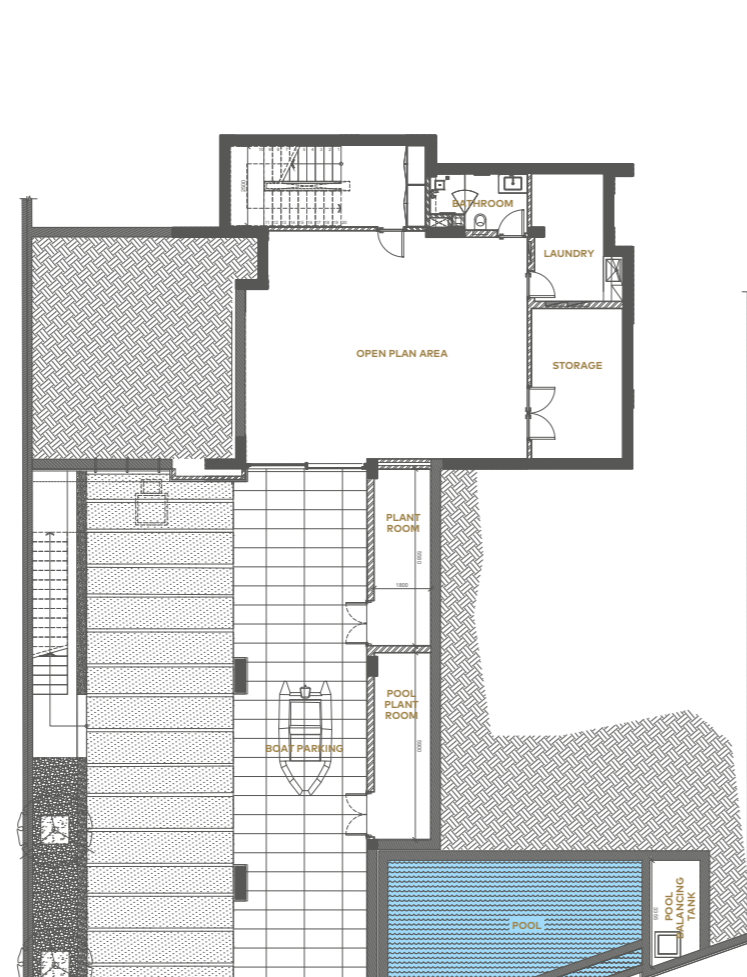 BATHROOM
LAUNDRY
OPEN PLAN AREA
STORAGE
PLANT
ROOM
1800
POOL
PLANT
ROOM
BOAT PARKING
POOL
POOL
BALANCING
TANK